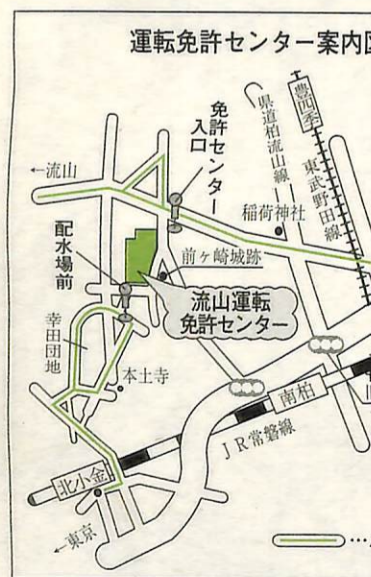 運転免許センター案内図
豊四季
東武野田線
県道柏流山線
免許センター
入口
←流山
稲荷神社
配水場前
前ヶ崎城跡
流山運転
免許センター
幸田団地
本土寺
南柏
JR常磐線
北小金
←東京
…